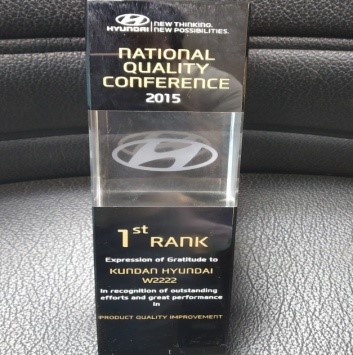 HYUNDAI
NEW THINKING.
NEW POSSIBILITIES.
NATIONAL
QUALITY
CONFERENCE
2015
1st RANK
Expression of Gratitude to
KUNDAN HYUNDAI
W2222
In recognition of outstanding
efforts and great performance
in
PRODUCT QUALITY IMPROVEMENT